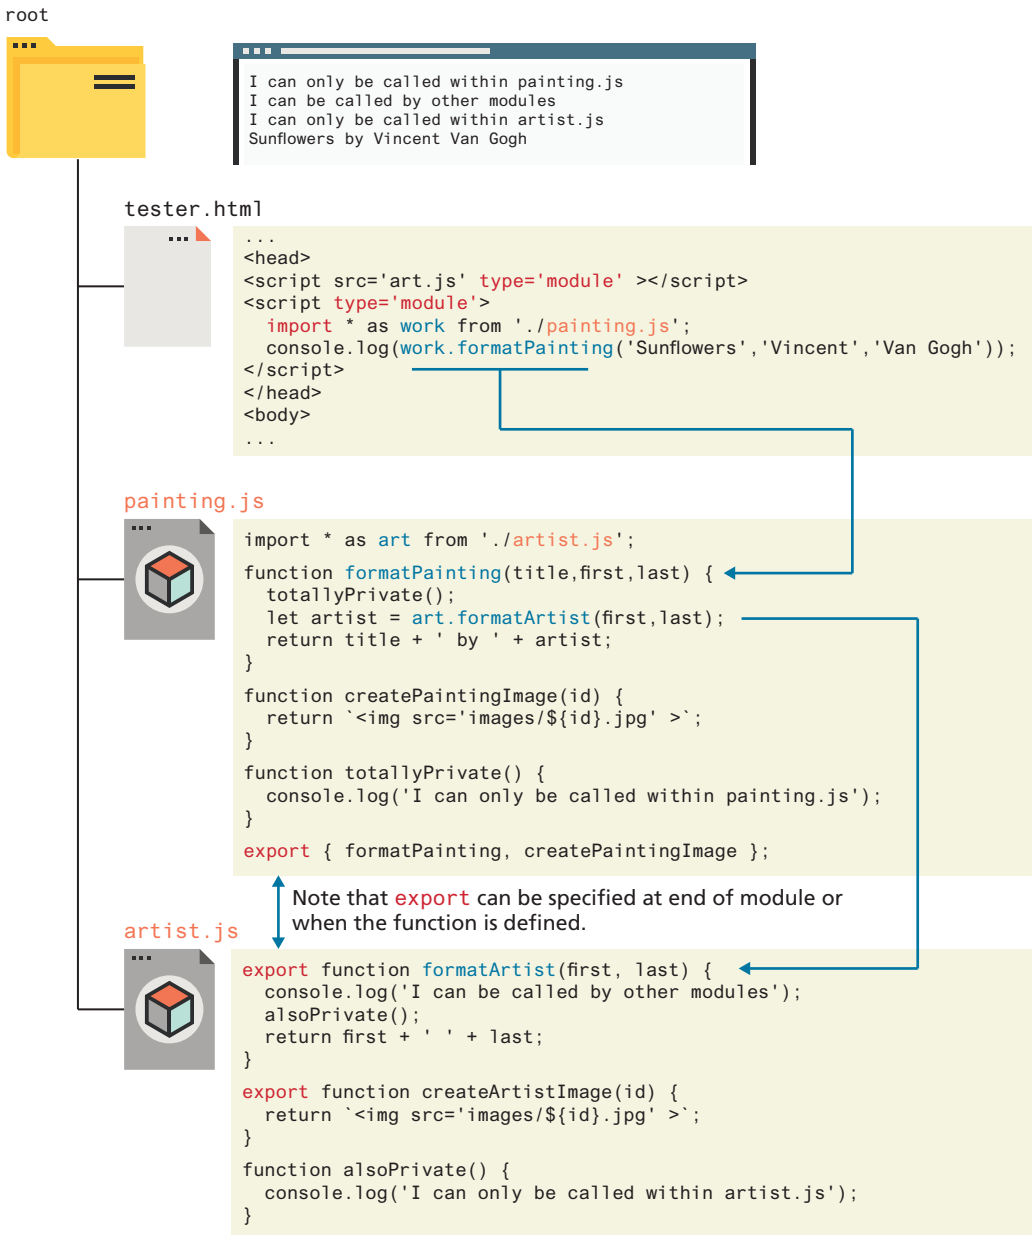 root
I can only be called within painting.js
I can be called by other modules
I can only be called within artist.js
Sunflowers by Vincent Van Gogh
tester.html
...
<head>
<script src='art.js' type='module' ></script>
<script type='module'>
  import * as work from './painting.js';
  console.log(work.formatPainting('Sunflowers','Vincent','Van Gogh'));
</script>
</head>
<body>
...
painting.js
import * as art from './artist.js';
function formatPainting(title,first,last) {
  totallyPrivate();
  let artist = art.formatArtist(first,last);
  return title + ' by ' + artist;
}
function createPaintingImage(id) {
  return `<img src='images/${id}.jpg' >`;
}
function totallyPrivate() {
  console.log('I can only be called within painting.js');
}
export { formatPainting, createPaintingImage };
Note that export can be specified at end of module or
when the function is defined.
artist.js
export function formatArtist(first, last) {
  console.log('I can be called by other modules');
  alsoPrivate();
  return first + ' ' + last;
}
export function createArtistImage(id) {
  return `<img src='images/${id}.jpg' >`;
}
function alsoPrivate() {
  console.log('I can only be called within artist.js');
}